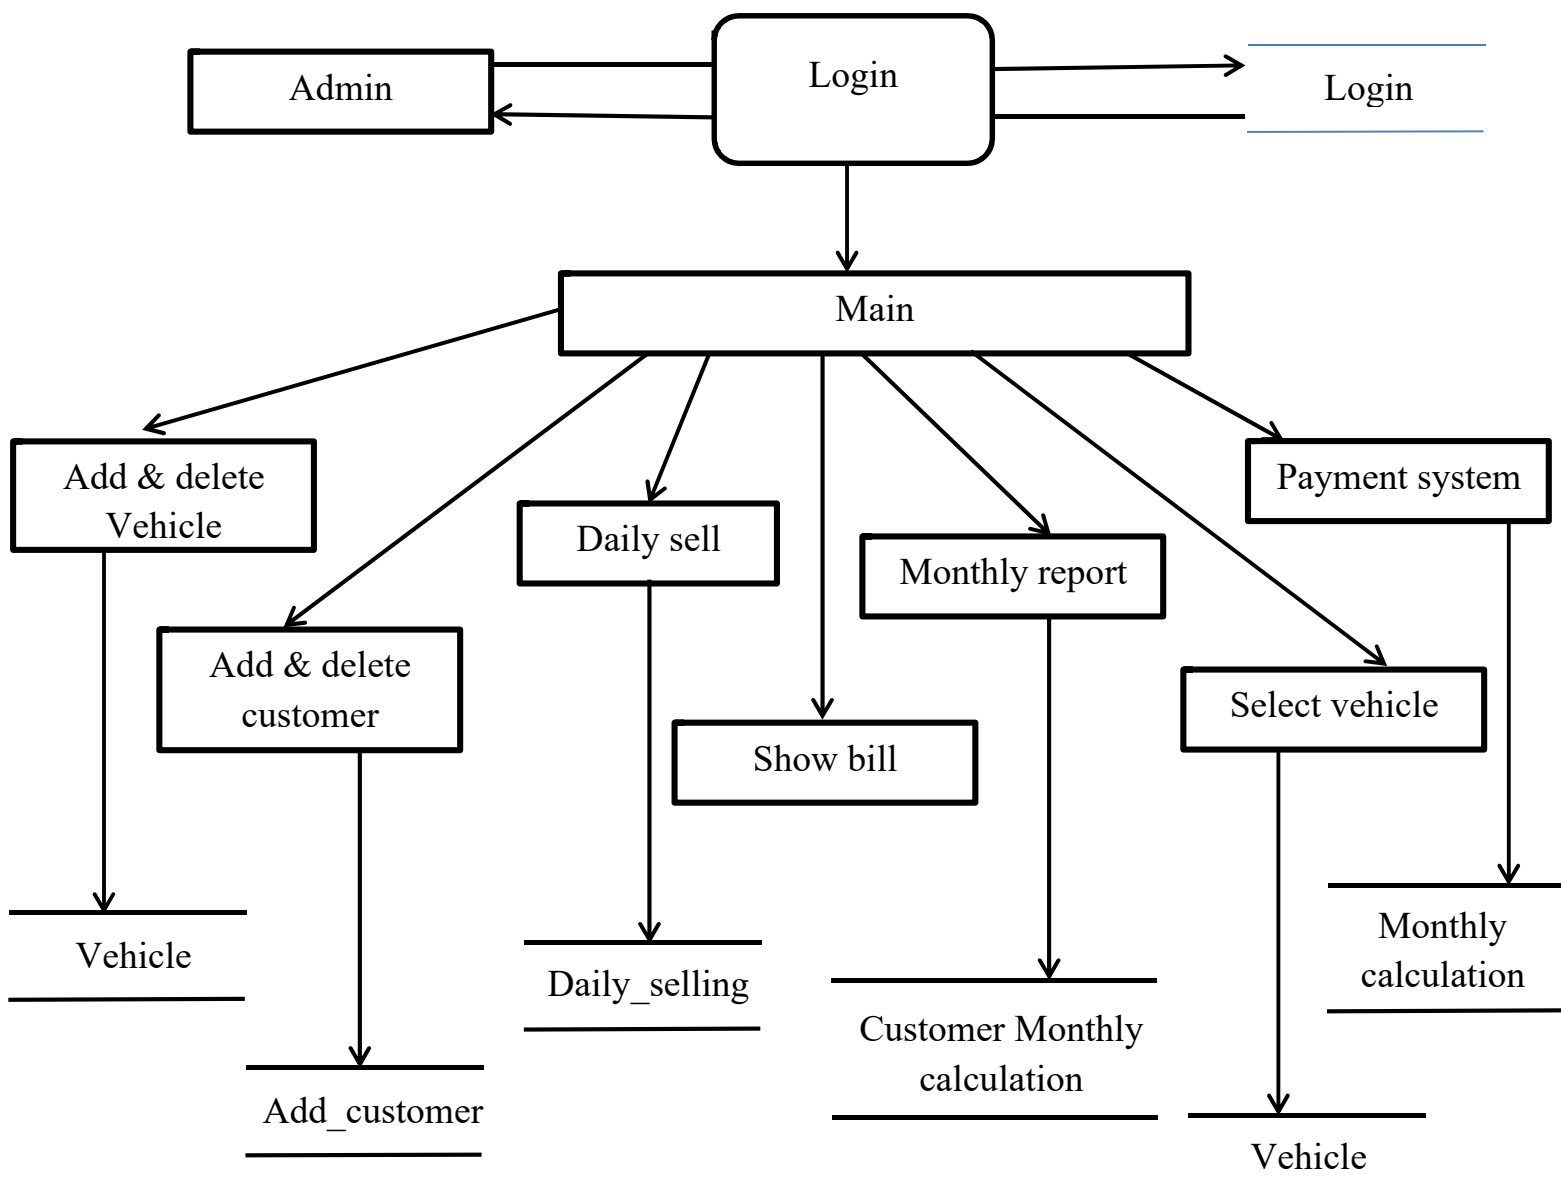 Admin
Login
Login
Main
Add & delete
Vehicle
Payment system
Daily sell
Monthly report
Add & delete
customer
Select vehicle
Show bill
Vehicle
Daily_selling
Monthly
calculation
Customer Monthly
calculation
Add_customer
Vehicle